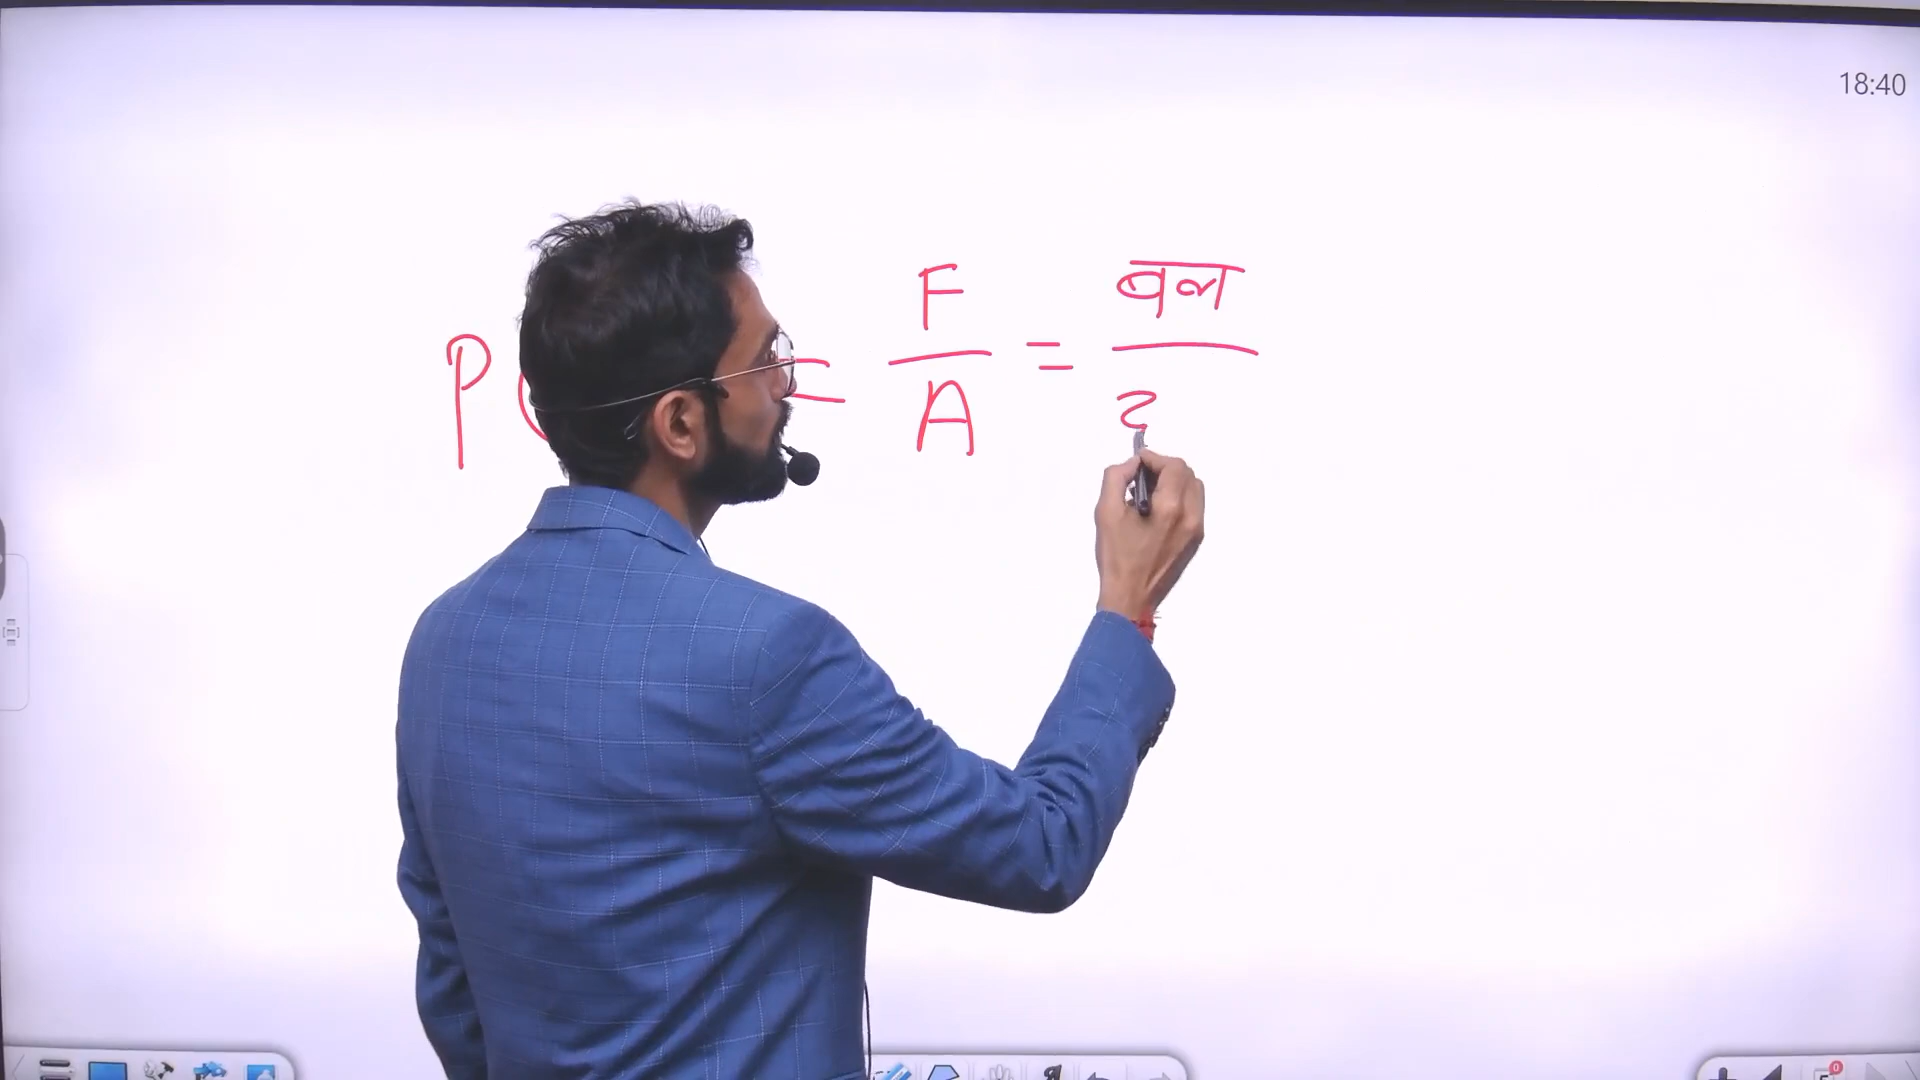 18:40
P = F/A = बल/